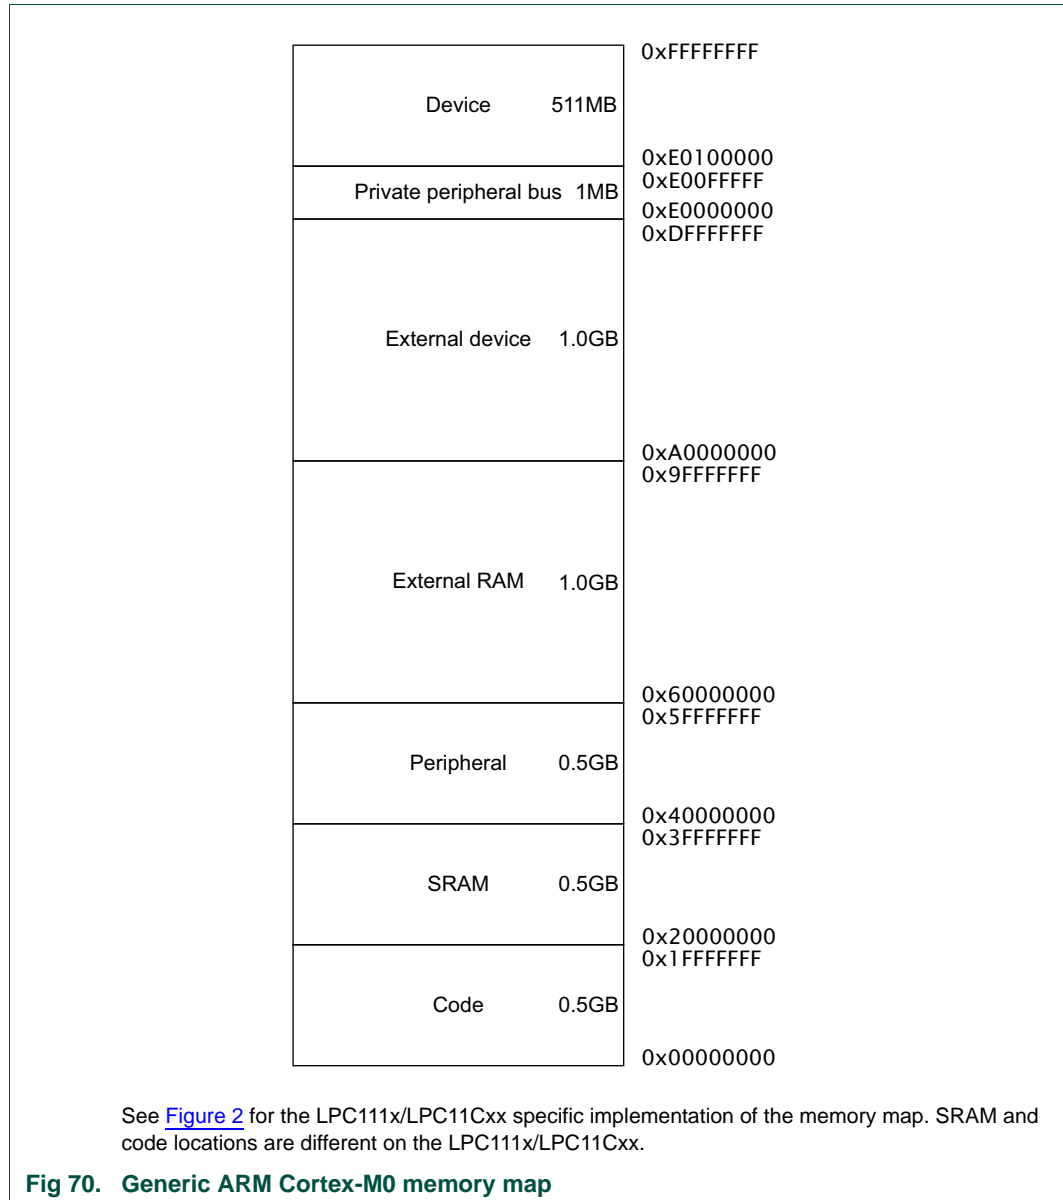 0xFFFFFFFF
Device 511MB
0xE0100000
0xE00FFFFF
Private peripheral bus 1MB
0xE0000000
0xDFFFFFFF
External device 1.0GB
0xA0000000
0x9FFFFFFF
External RAM 1.0GB
0x60000000
0x5FFFFFFF
Peripheral 0.5GB
0x40000000
0x3FFFFFFF
SRAM 0.5GB
0x20000000
0x1FFFFFFF
Code 0.5GB
0x00000000
See Figure 2 for the LPC111x/LPC11Cxx specific implementation of the memory map. SRAM and
code locations are different on the LPC111x/LPC11Cxx.
Fig 70. Generic ARM Cortex-M0 memory map